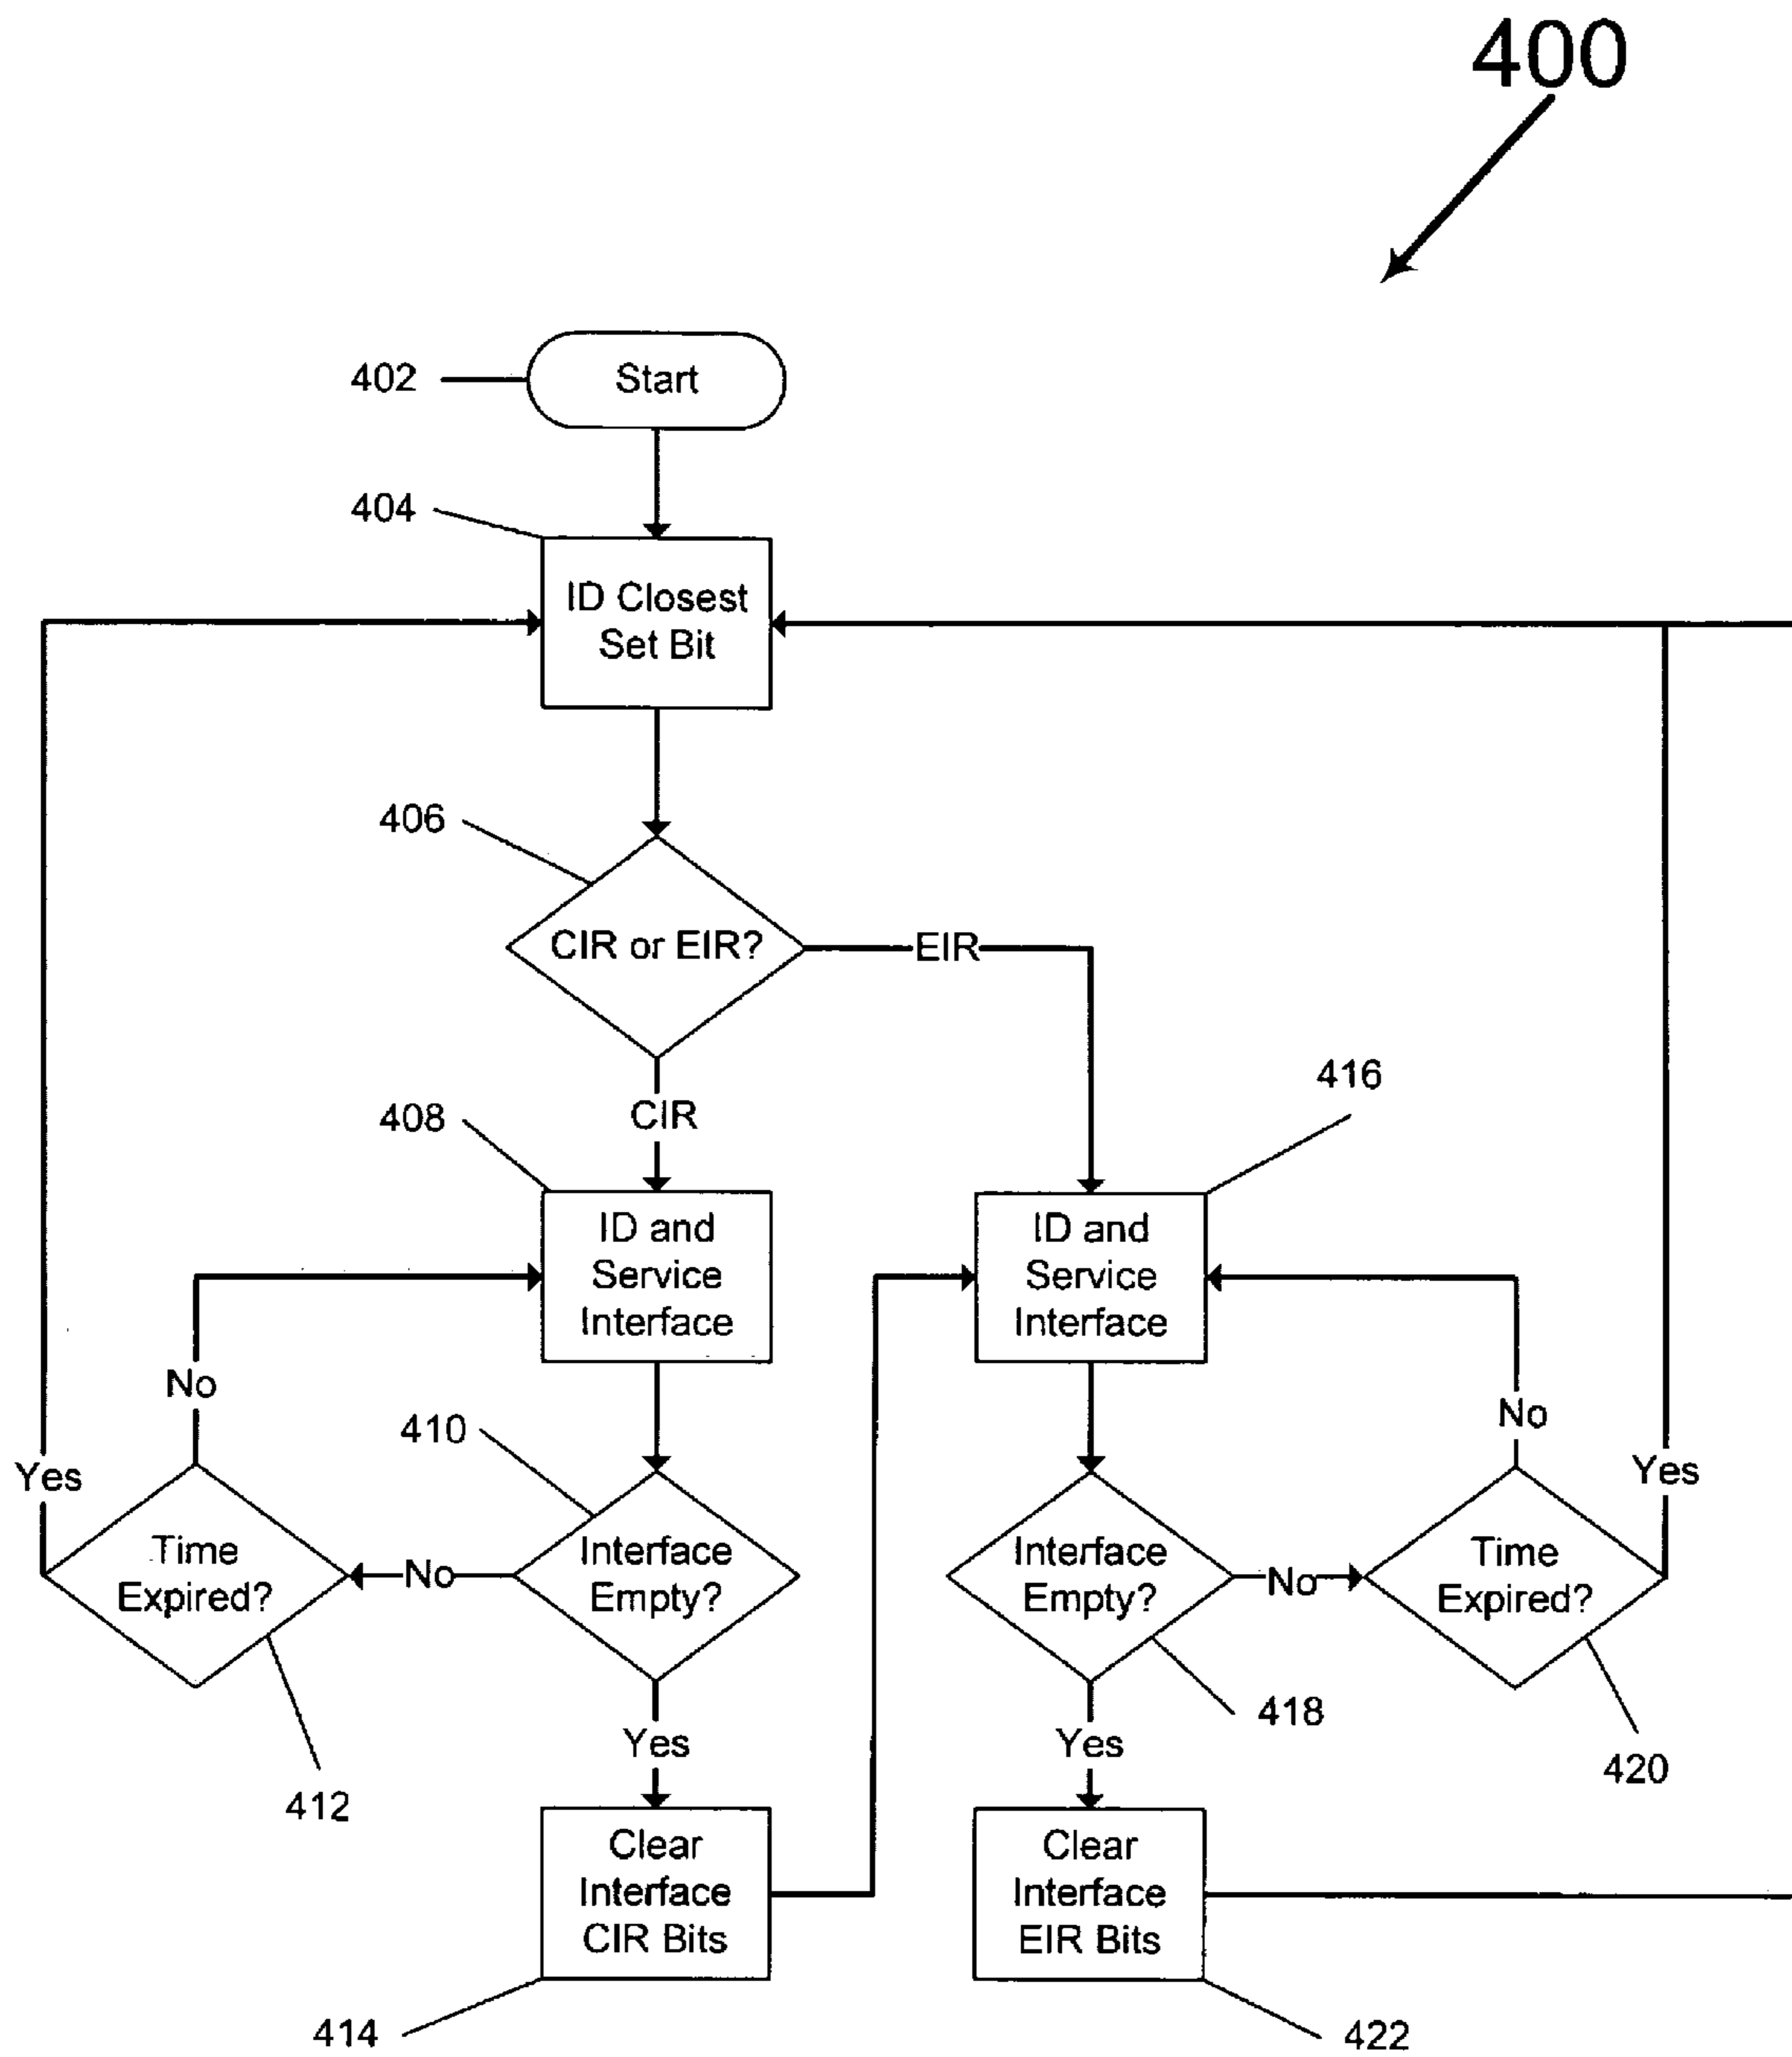 400
402
Start
404
ID Closest
Set Bit
406
CIR or EIR?
EIR
CIR
408
416
ID and
Service
Interface
ID and
Service
Interface
No
No
410
Yes
Yes
Time
Expired?
No
Interface
Empty?
Interface
Empty?
No
Time
Expired?
412
Yes
Yes
418
420
Clear
Interface
CIR Bits
Clear
Interface
EIR Bits
414
422